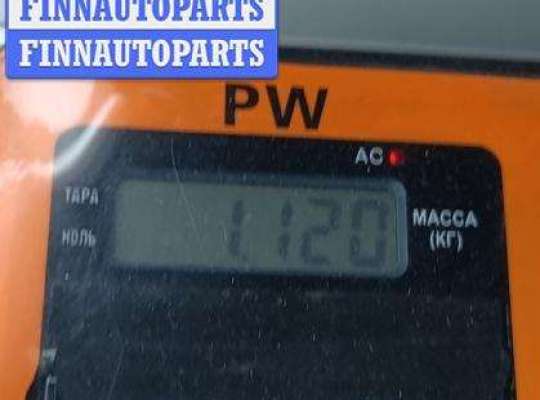 FINNAUTOPARTS
FINNAUTOPARTS
PW
AC
ТАРА
НОЛЬ
1.120
МАССА
(КГ)